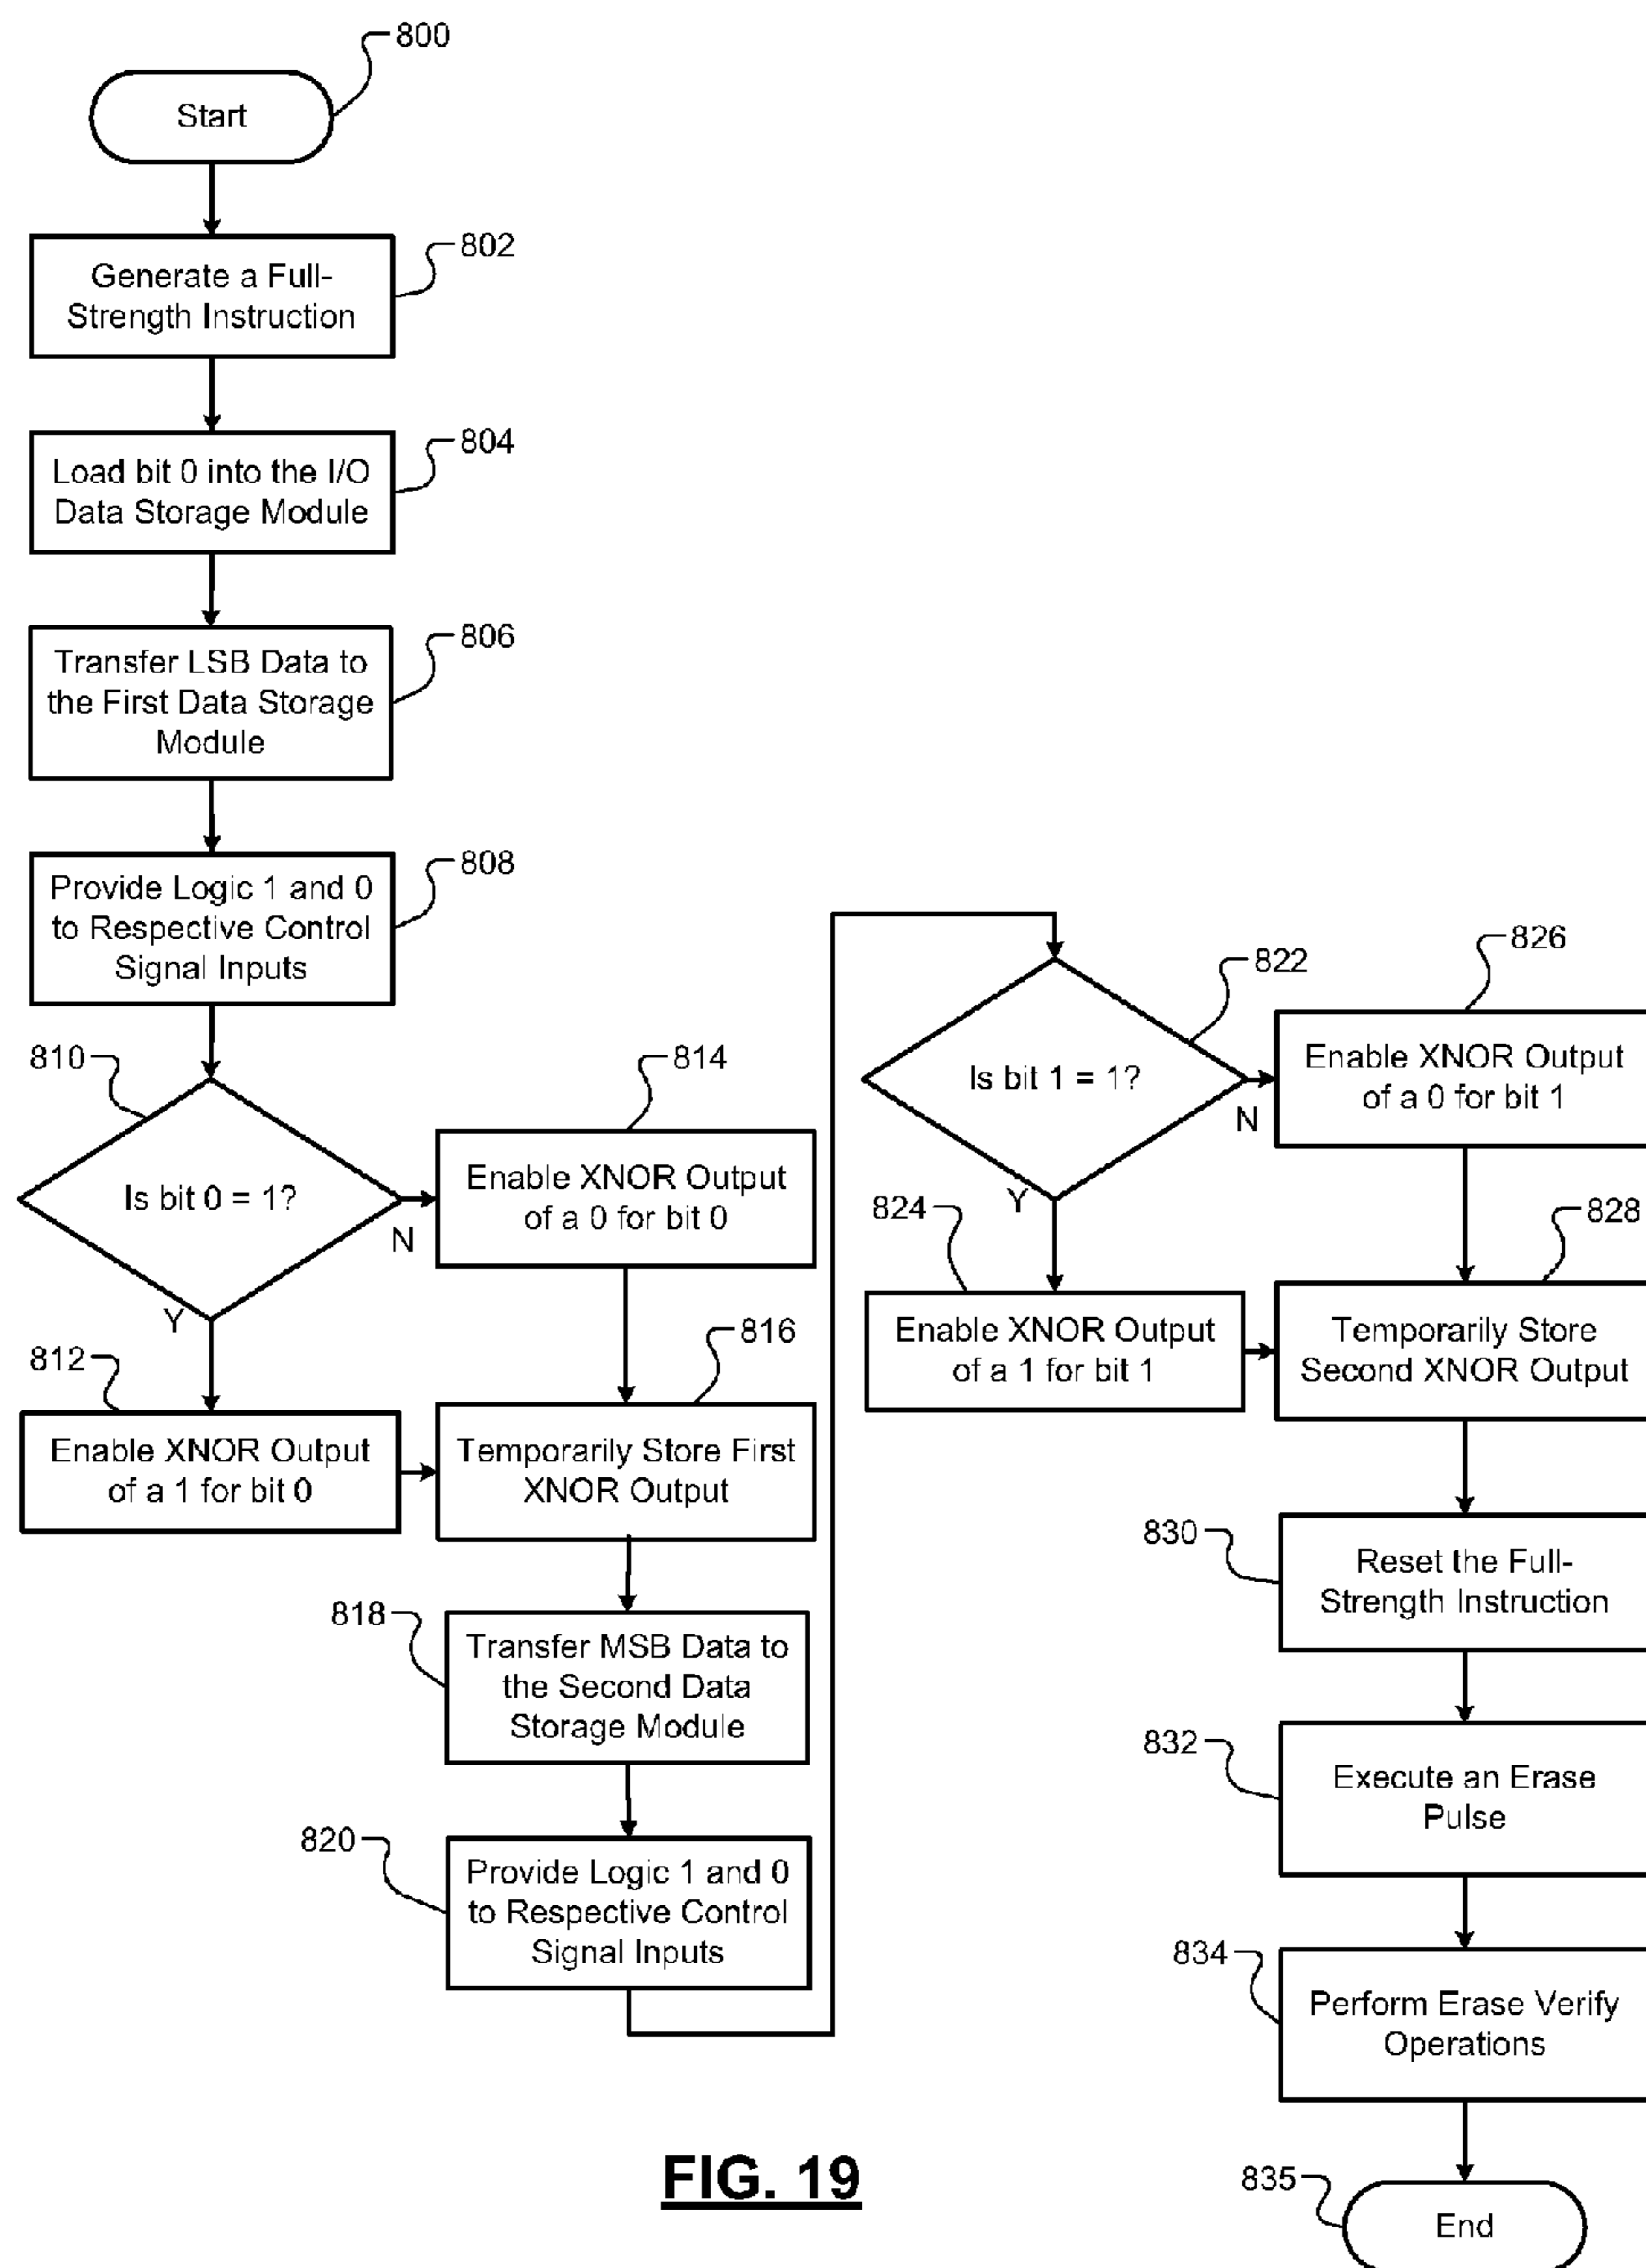 800
Start
802
Generate a Full-
Strength Instruction
804
Load bit 0 into the I/O
Data Storage Module
806
Transfer LSB Data to
the First Data Storage
Module
808
Provide Logic 1 and 0
to Respective Control
Signal Inputs
810
Is bit 0 = 1?
N
Y
814
Enable XNOR Output
of a 0 for bit 0
812
Enable XNOR Output
of a 1 for bit 0
816
Temporarily Store First
XNOR Output
818
Transfer MSB Data to
the Second Data
Storage Module
820
Provide Logic 1 and 0
to Respective Control
Signal Inputs
822
Is bit 1 = 1?
N
Y
826
Enable XNOR Output
of a 0 for bit 1
824
Enable XNOR Output
of a 1 for bit 1
828
Temporarily Store
Second XNOR Output
830
Reset the Full-
Strength Instruction
832
Execute an Erase
Pulse
834
Perform Erase Verify
Operations
835
End
FIG. 19